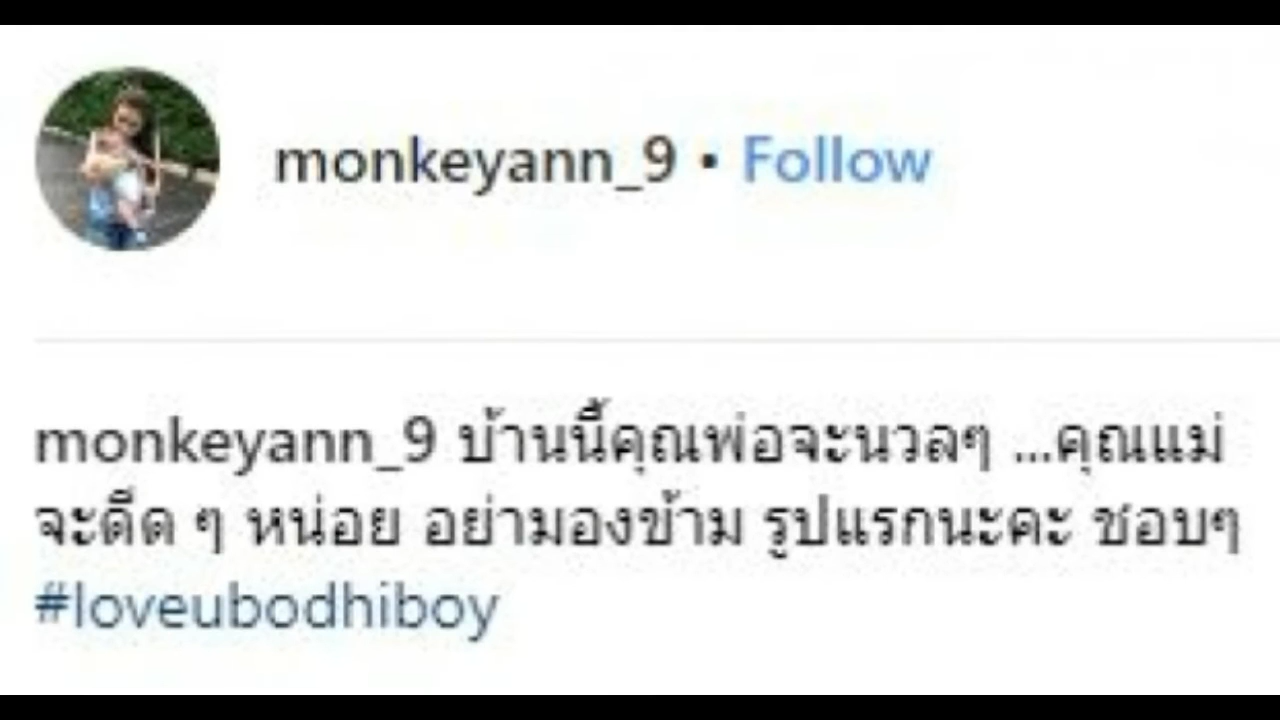 monkeyann_9 • Follow
monkeyann_9 บ้านนี้คุณพ่อจะนวลๆ ...คุณแม่
จะดีด ๆ หน่อย อย่ามองข้าม รูปแรกนะคะ ชอบๆ
#loveubodhiboy